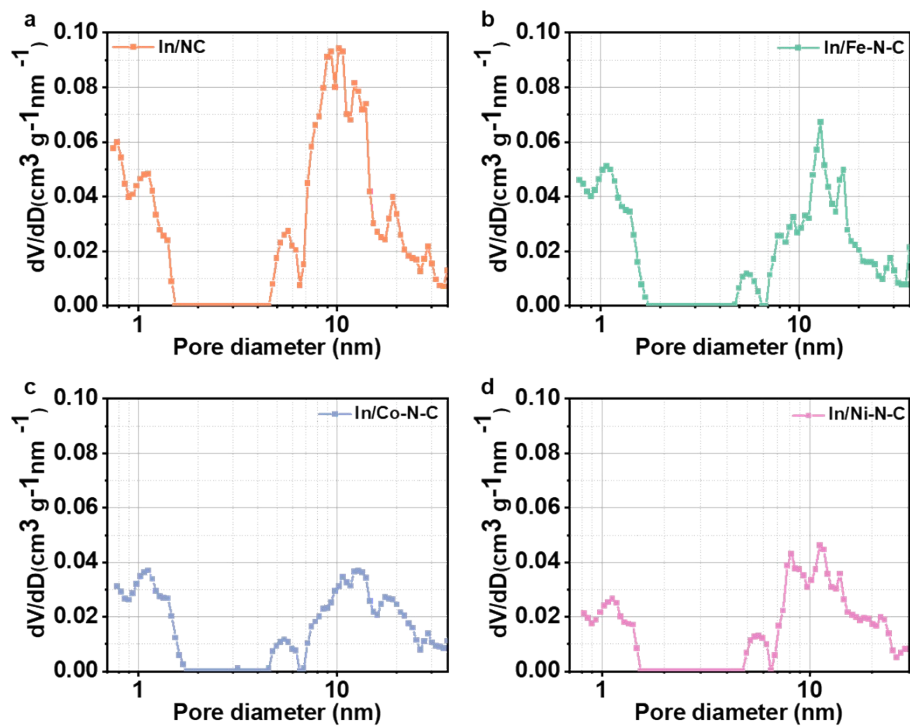 a
In/NC
0.10
0.08
0.06
0.04
0.02
0.00
dV/dD(cm³ g⁻¹nm⁻¹)
1
10
Pore diameter (nm)
b
In/Fe-N-C
0.10
0.08
0.06
0.04
0.02
0.00
dV/dD(cm³ g⁻¹nm⁻¹)
1
10
Pore diameter (nm)
c
In/Co-N-C
0.10
0.08
0.06
0.04
0.02
0.00
dV/dD(cm³ g⁻¹nm⁻¹)
1
10
Pore diameter (nm)
d
In/Ni-N-C
0.10
0.08
0.06
0.04
0.02
0.00
dV/dD(cm³ g⁻¹nm⁻¹)
1
10
Pore diameter (nm)